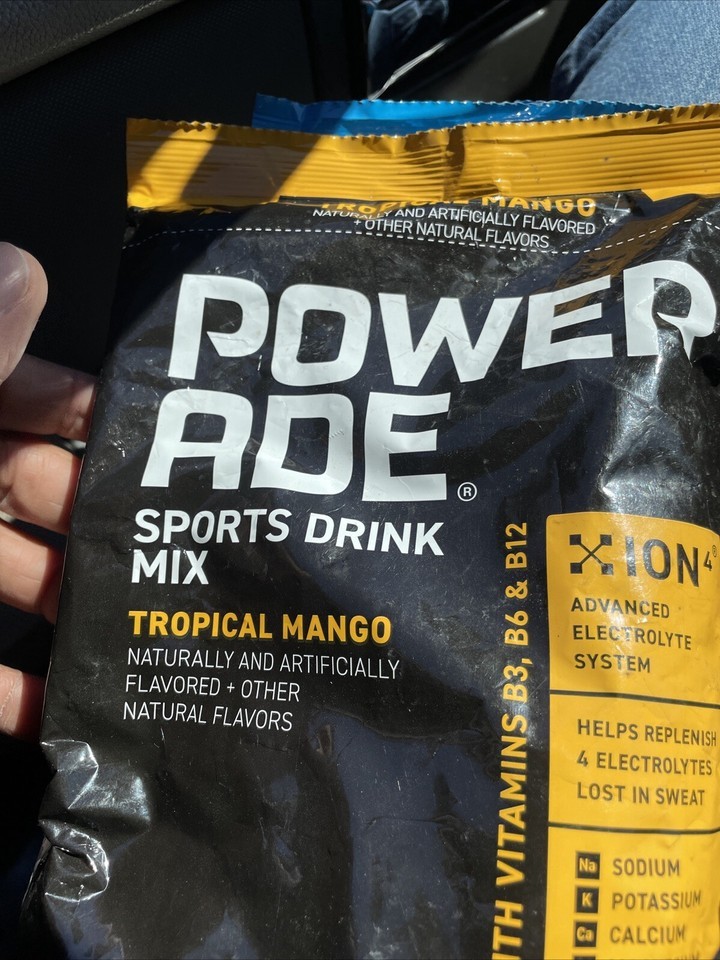 TROPICAL MANGO
NATURALLY AND ARTIFICIALLY FLAVORED
+ OTHER NATURAL FLAVORS
POWER
ADE®
SPORTS DRINK
MIX
TROPICAL MANGO
NATURALLY AND ARTIFICIALLY
FLAVORED + OTHER
NATURAL FLAVORS
VITAMINS B3, B6 & B12
ION4®
ADVANCED
ELECTROLYTE
SYSTEM
HELPS REPLENISH
4 ELECTROLYTES
LOST IN SWEAT
Na SODIUM
K POTASSIUM
Ca CALCIUM